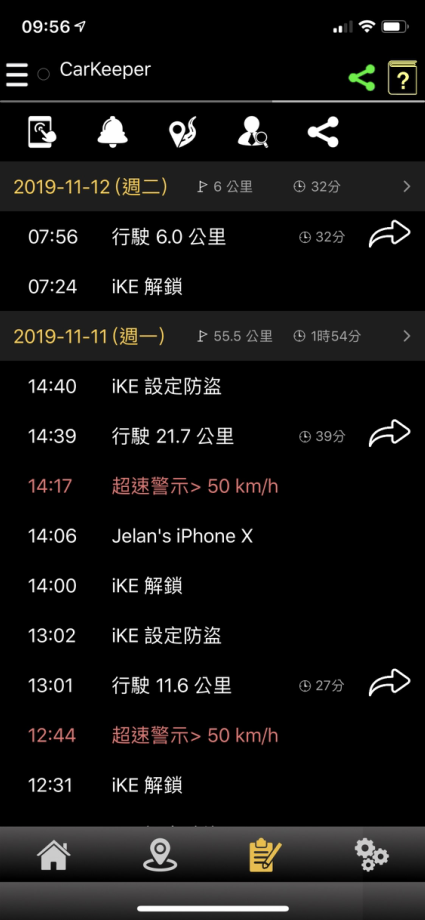 09:56
CarKeeper
?
2019-11-12 (週二) 6 公里 32分
07:56 行駛 6.0 公里 32分
07:24 iKE 解鎖
2019-11-11 (週一) 55.5 公里 1時54分
14:40 iKE 設定防盜
14:39 行駛 21.7 公里 39分
14:17 超速警示> 50 km/h
14:06 Jelan's iPhone X
14:00 iKE 解鎖
13:02 iKE 設定防盜
13:01 行駛 11.6 公里 27分
12:44 超速警示> 50 km/h
12:31 iKE 解鎖